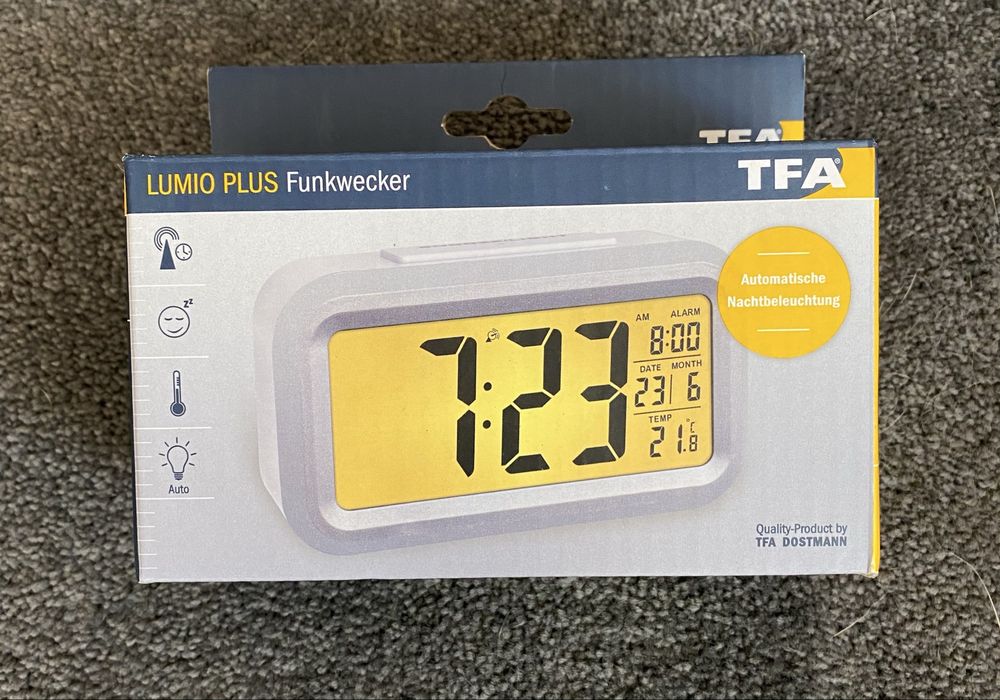 TFA
LUMIO PLUS Funkwecker
TFA®
zzz
Auto
Automatische
Nachtbeleuchtung
7:23
AM
ALARM
8:00
DATE MONTH
23 6
TEMP
21.8 °C
Quality-Product by
TFA DOSTMANN